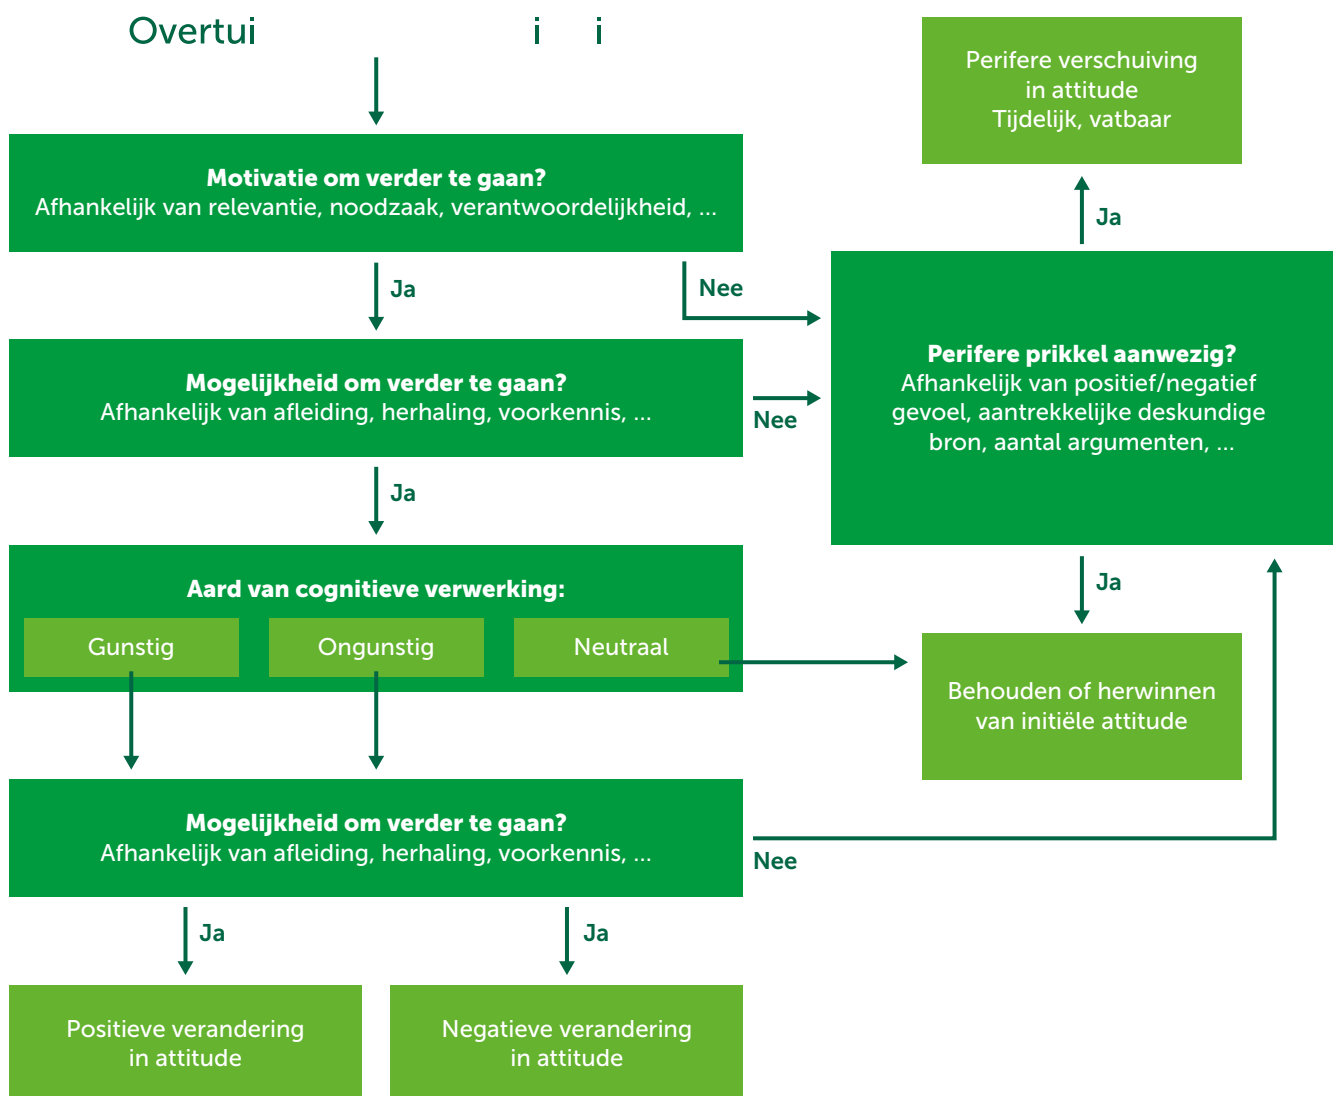 Perifere verschuiving
in attitude
Tijdelijk, vatbaar
Motivatie om verder te gaan?
Afhankelijk van relevantie, noodzaak, verantwoordelijkheid, ...
Ja
Ja
Nee
Perifere prikkel aanwezig?
Afhankelijk van positief/negatief
gevoel, aantrekkelijke deskundige
bron, aantal argumenten, ...
Mogelijkheid om verder te gaan?
Afhankelijk van afleiding, herhaling, voorkennis, ...
Nee
Ja
Aard van cognitieve verwerking:
Gunstig
Ongunstig
Neutraal
Ja
Behouden of herwinnen
van initiële attitude
Mogelijkheid om verder te gaan?
Afhankelijk van afleiding, herhaling, voorkennis, ...
Nee
Ja
Ja
Positieve verandering
in attitude
Negatieve verandering
in attitude